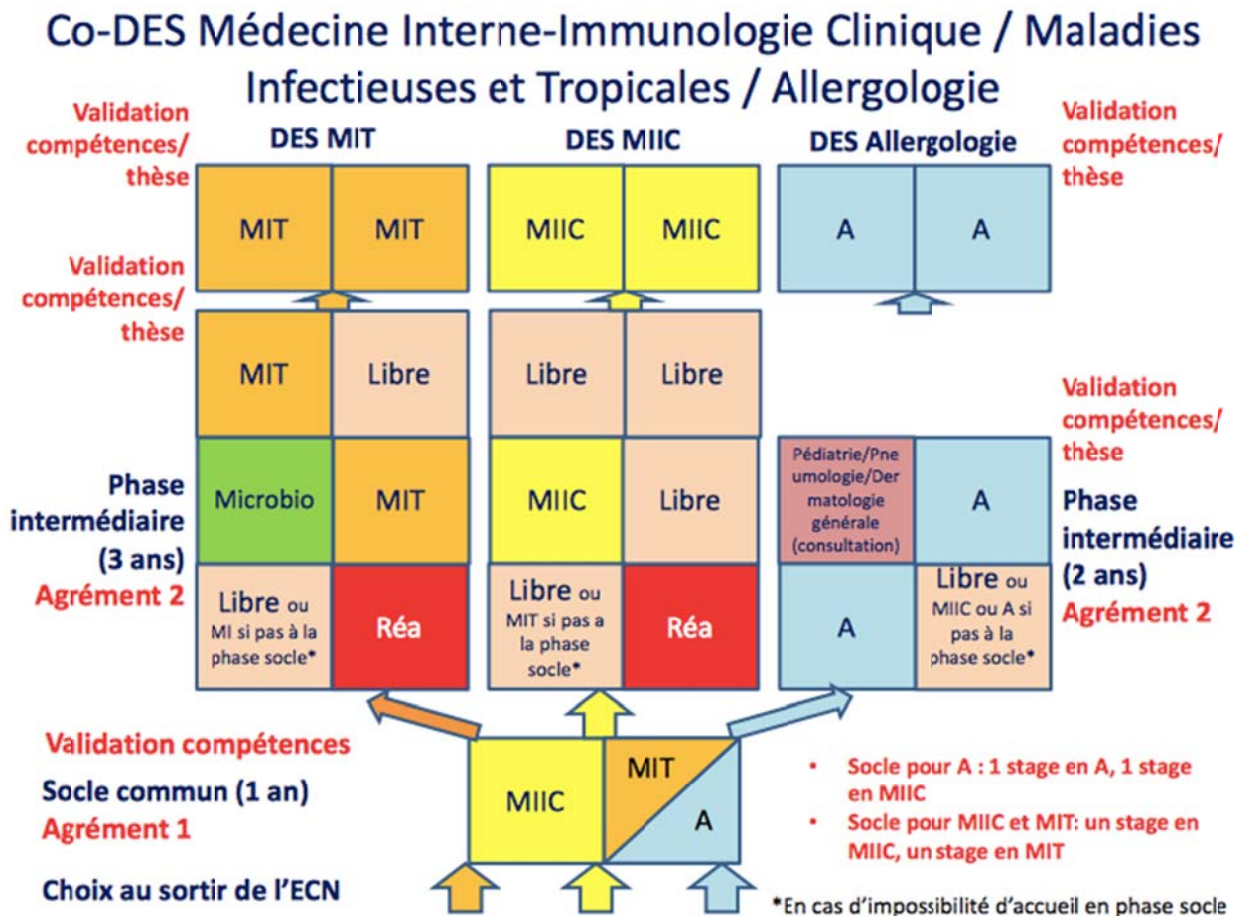 Co-DES Médecine Interne-Immunologie Clinique / Maladies
Infectieuses et Tropicales / Allergologie
Validation
compétences/
thèse
DES MIT
DES MIIC
DES Allergologie
Validation
compétences/
thèse
MIT
MIT
MIIC
MIIC
A
A
Validation
compétences/
thèse
MIT
Libre
Libre
Libre
Validation
compétences/
thèse
Phase
intermédiaire
(3 ans)
Agrément 2
Microbio
MIT
MIIC
Libre
Pédiatrie/Pne
umologie/Der
matologie
générale
(consultation)
A
Phase
intermédiaire
(2 ans)
Agrément 2
Libre ou
MI si pas à la
phase socle*
Réa
Libre ou
MIT si pas a
la phase
socle*
Réa
A
Libre ou
MIIC ou A si
pas à la
phase socle*
Validation compétences
Socle commun (1 an)
Agrément 1
Choix au sortir de l'ECN
MIIC
MIT
A
• Socle pour A : 1 stage en A, 1 stage
en MIIC
• Socle pour MIIC et MIT: un stage en
MIIC, un stage en MIT
*En cas d'impossibilité d'accueil en phase socle